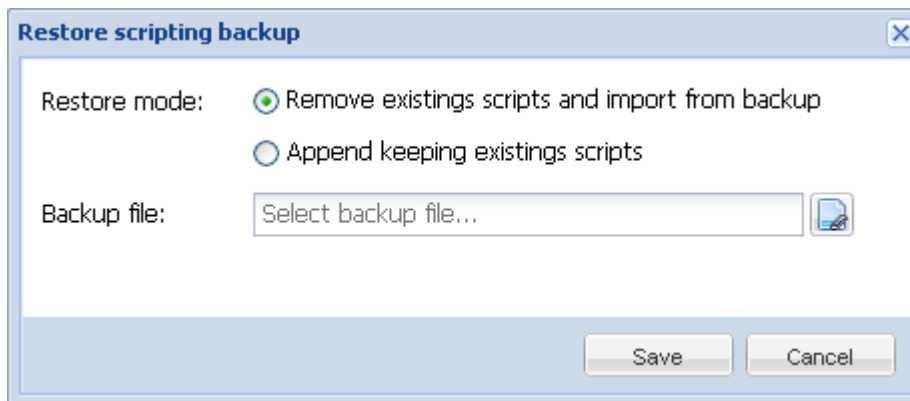 Restore scripting backup
Restore mode: Remove existings scripts and import from backup
Append keeping existings scripts
Backup file: Select backup file...
Save Cancel